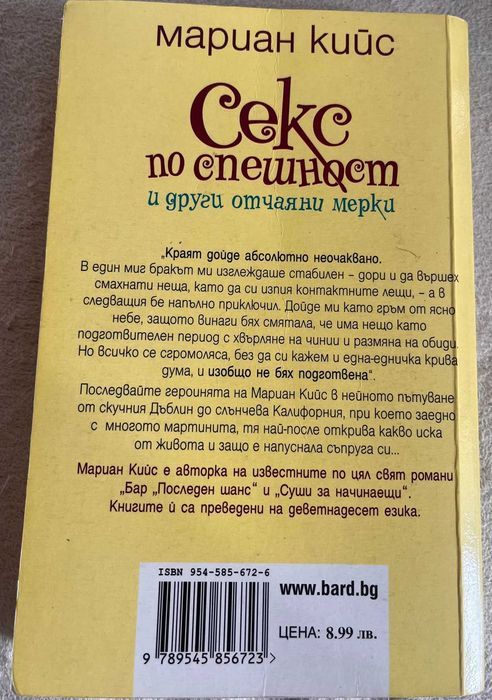 Мариан Кийс
Секс
по спешност
и други отчаяни мерки
„Краят дойде абсолютно неочаквано.
В един миг бракът ми изглеждаше стабилен – дори и да вършех
смахнати неща, като да си изпия контактните лещи, – а в
следващия бе напълно приключил. Дойде ми като гръм от ясно
небе, защото винаги бях смятала, че има нещо като
подготвителен период с хвърляне на чинии и размяна на обиди.
Но всичко се сгромоляса, без да си кажем и една-едничка крива
дума, и изобщо не бях подготвена“.
Последвайте героинята на Мариан Кийс в нейното пътуване
от скучния Дъблин до слънчева Калифорния, при което заедно
с многото мартинита, тя най-после открива какво иска
от живота и защо е напуснала съпруга си...
Мариан Кийс е авторка на известните по цял свят романи
„Бар „Последен шанс“ и „Суши за начинаещи“.
Книгите ѝ са преведени на деветнадесет езика.
ISBN 954-585-672-6
www.bard.bg
ЦЕНА: 8.99 лв.
9 789545 856723 >